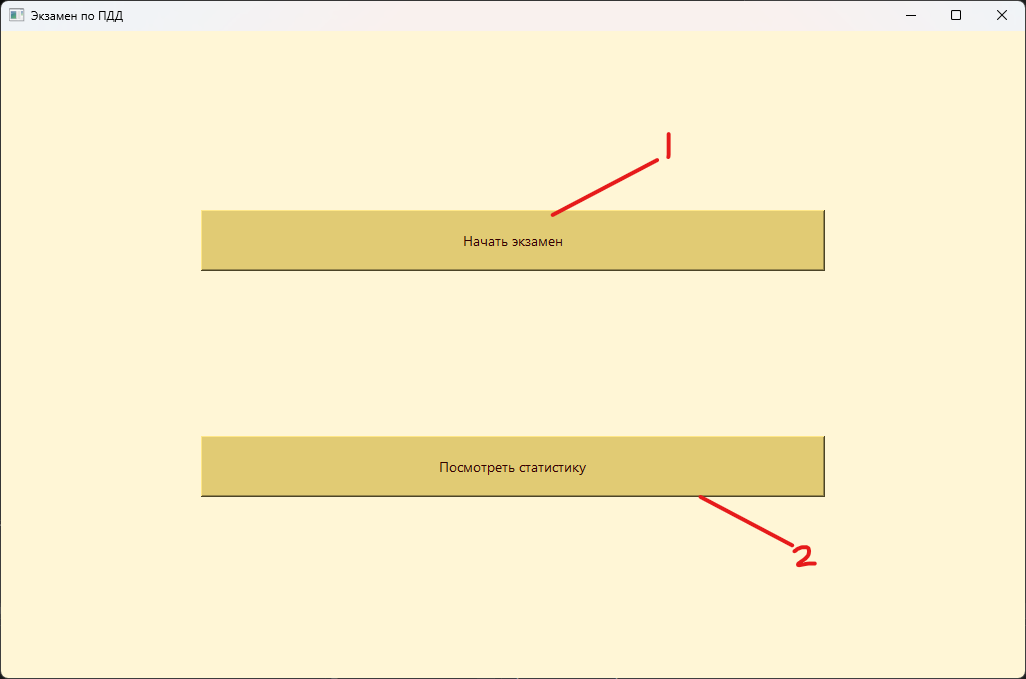 Экзамен по ПДД
1
Начать экзамен
Посмотреть статистику
2